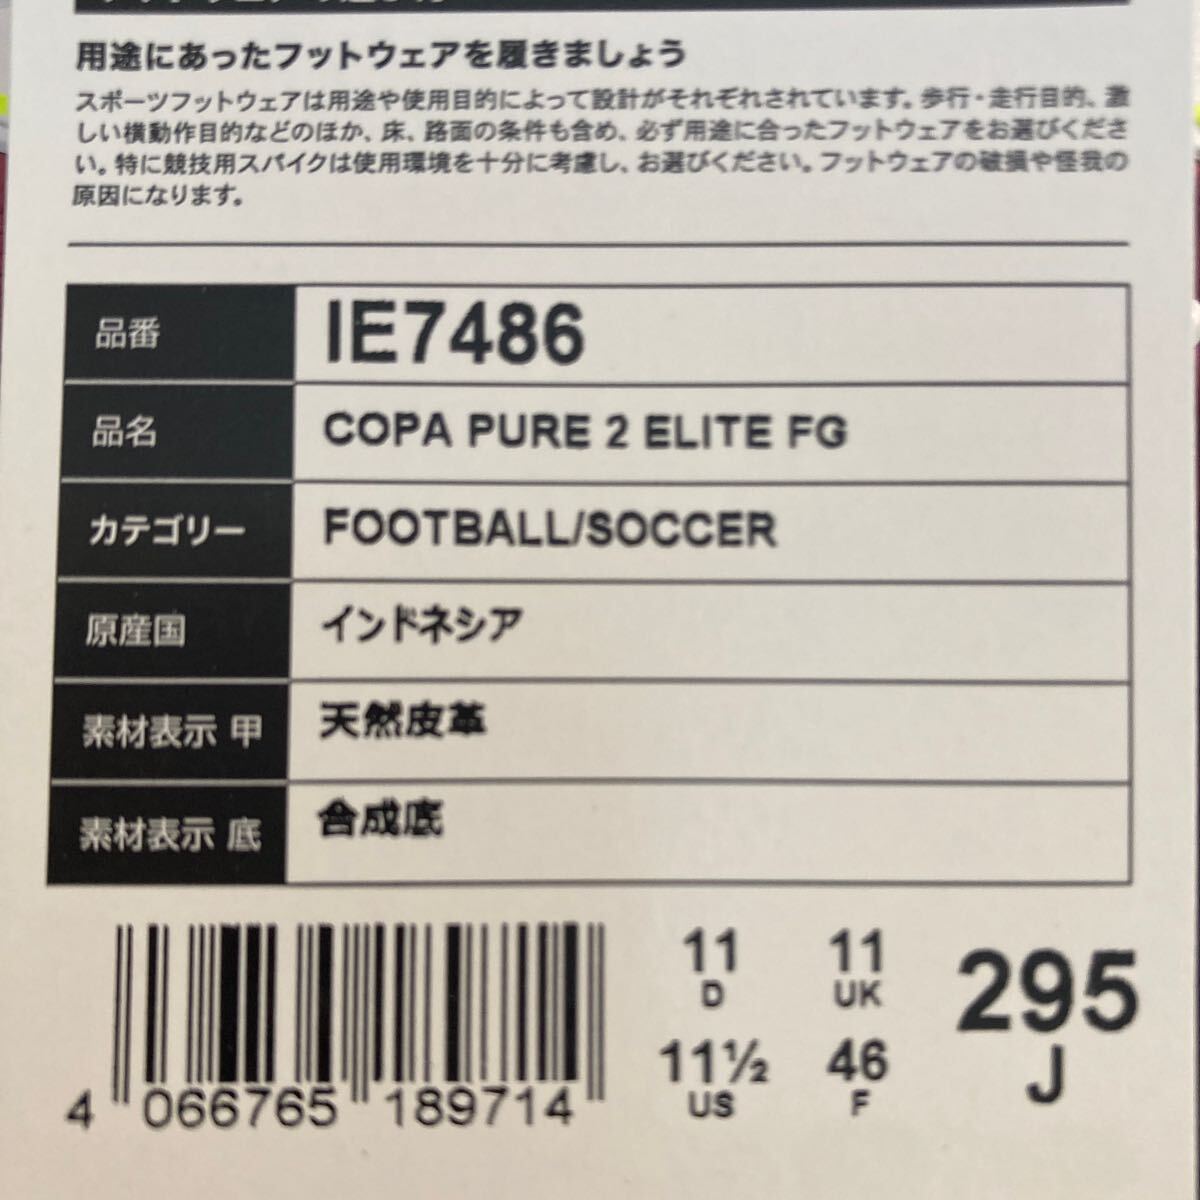 用途にあったフットウェアを履きましょう
スポーツフットウェアは用途や使用目的によって設計がそれぞれされています。歩行・走行目的、激
しい横動作目的などのほか、床、路面の条件も含め、必ず用途に合ったフットウェアをお選びくださ
い。特に競技用スパイクは使用環境を十分に考慮し、お選びください。フットウェアの破損や怪我の
原因になります。
品番 IE7486
品名 COPA PURE 2 ELITE FG
カテゴリー FOOTBALL/SOCCER
原産国 インドネシア
素材表示 甲 天然皮革
素材表示 底 合成底
11 D
11 UK
295 J
11½ US
46 F
4 066765 189714